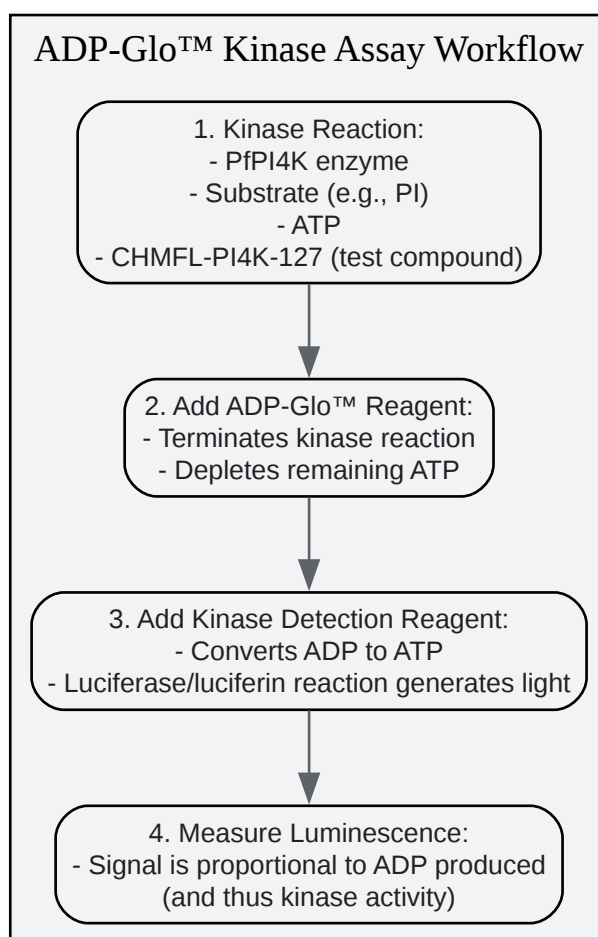 ADP-Glo™ Kinase Assay Workflow
1. Kinase Reaction:
- PfPI4K enzyme
- Substrate (e.g., PI)
- ATP
- CHMFL-PI4K-127 (test compound)
2. Add ADP-Glo™ Reagent:
- Terminates kinase reaction
- Depletes remaining ATP
3. Add Kinase Detection Reagent:
- Converts ADP to ATP
- Luciferase/luciferin reaction generates light
4. Measure Luminescence:
- Signal is proportional to ADP produced
(and thus kinase activity)